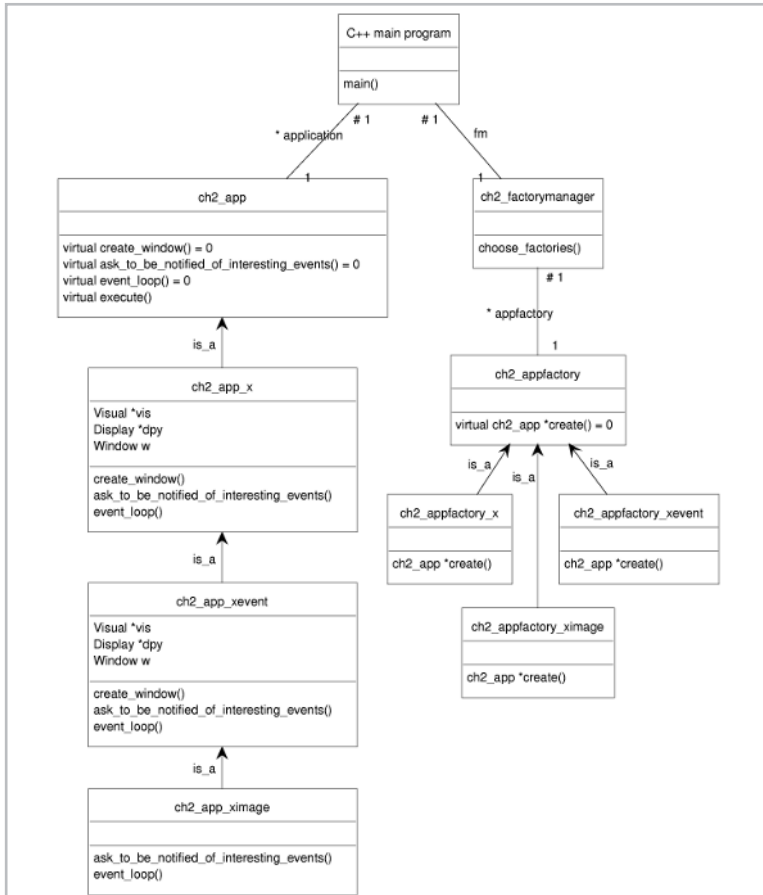 C++ main program
main()
# 1
# 1
* application
fm
1
1
ch2_app
virtual create_window() = 0
virtual ask_to_be_notified_of_interesting_events() = 0
virtual event_loop() = 0
virtual execute()
ch2_factorymanager
choose_factories()
# 1
* appfactory
1
is_a
ch2_app_x
Visual *vis
Display *dpy
Window w
create_window()
ask_to_be_notified_of_interesting_events()
event_loop()
ch2_appfactory
virtual ch2_app *create() = 0
is_a
is_a
is_a
ch2_appfactory_x
ch2_app *create()
ch2_appfactory_xevent
ch2_app *create()
ch2_appfactory_ximage
ch2_app *create()
is_a
ch2_app_xevent
Visual *vis
Display *dpy
Window w
create_window()
ask_to_be_notified_of_interesting_events()
event_loop()
is_a
ch2_app_ximage
ask_to_be_notified_of_interesting_events()
event_loop()